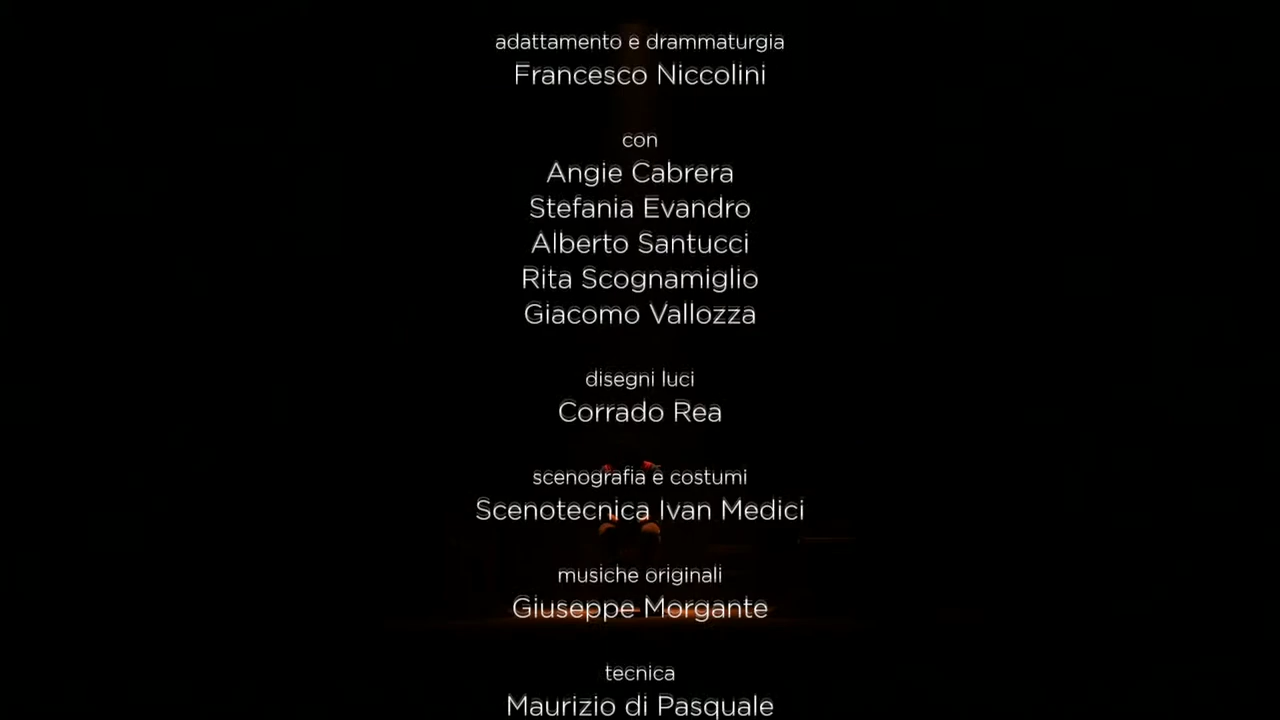 adattamento e drammaturgia
Francesco Niccolini
con
Angie Cabrera
Stefania Evandro
Alberto Santucci
Rita Scognamiglio
Giacomo Vallozza
disegni luci
Corrado Rea
scenografia e costumi
Scenotecnica Ivan Medici
musiche originali
Giuseppe Morgante
tecnica
Maurizio di Pasquale